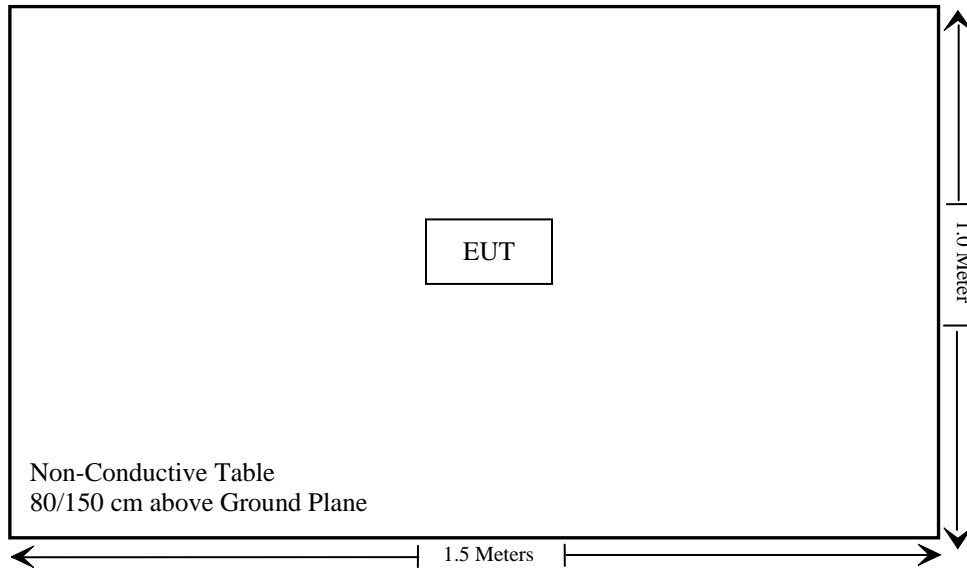 EUT
1.0 Meter
Non-Conductive Table
80/150 cm above Ground Plane
1.5 Meters